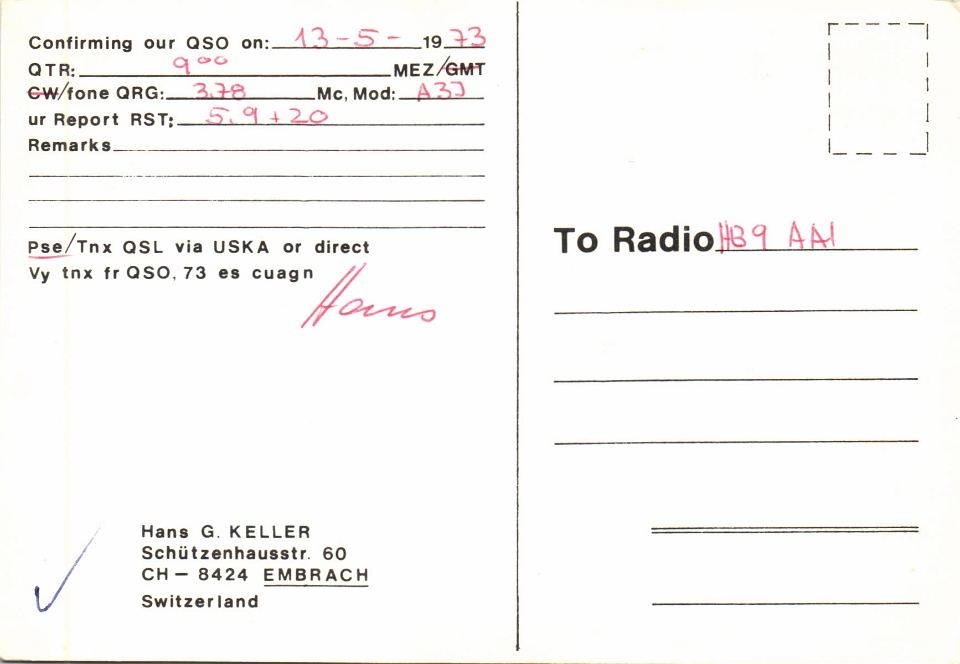 Confirming our QSO on: 13-5- 1973
QTR: 9⁰⁰ MEZ/GMT
CW/fone QRG: 3.78 Mc, Mod: A3J
ur Report RST: 5.9+20
Remarks
Pse/Tnx QSL via USKA or direct
Vy tnx fr QSO, 73 es cuagn
Hans
Hans G. KELLER
Schützenhausstr. 60
CH – 8424 EMBRACH
Switzerland
To Radio HB9 AAI